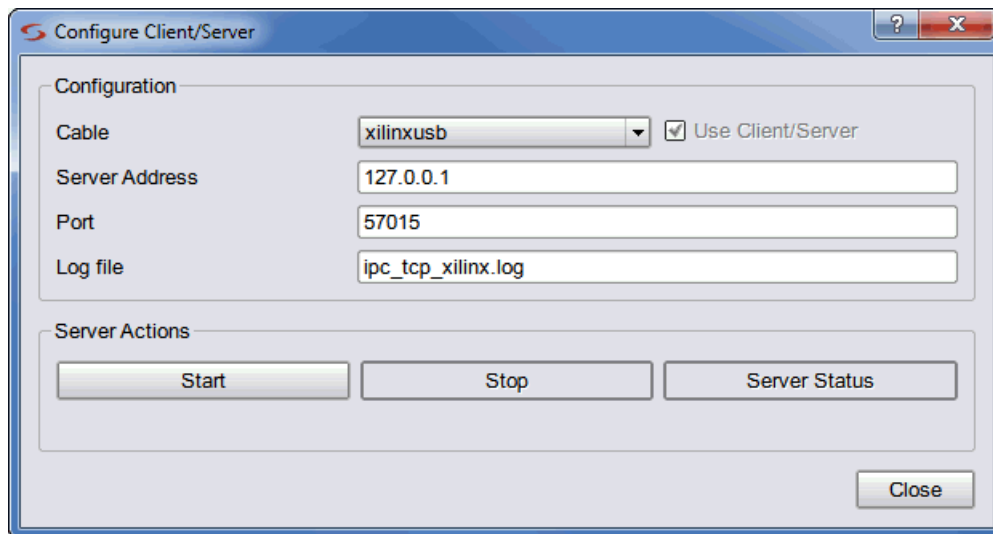 Configure Client/Server
?
X
Configuration
Cable xilinxusb Use Client/Server
Server Address 127.0.0.1
Port 57015
Log file ipc_tcp_xilinx.log
Server Actions
Start Stop Server Status
Close